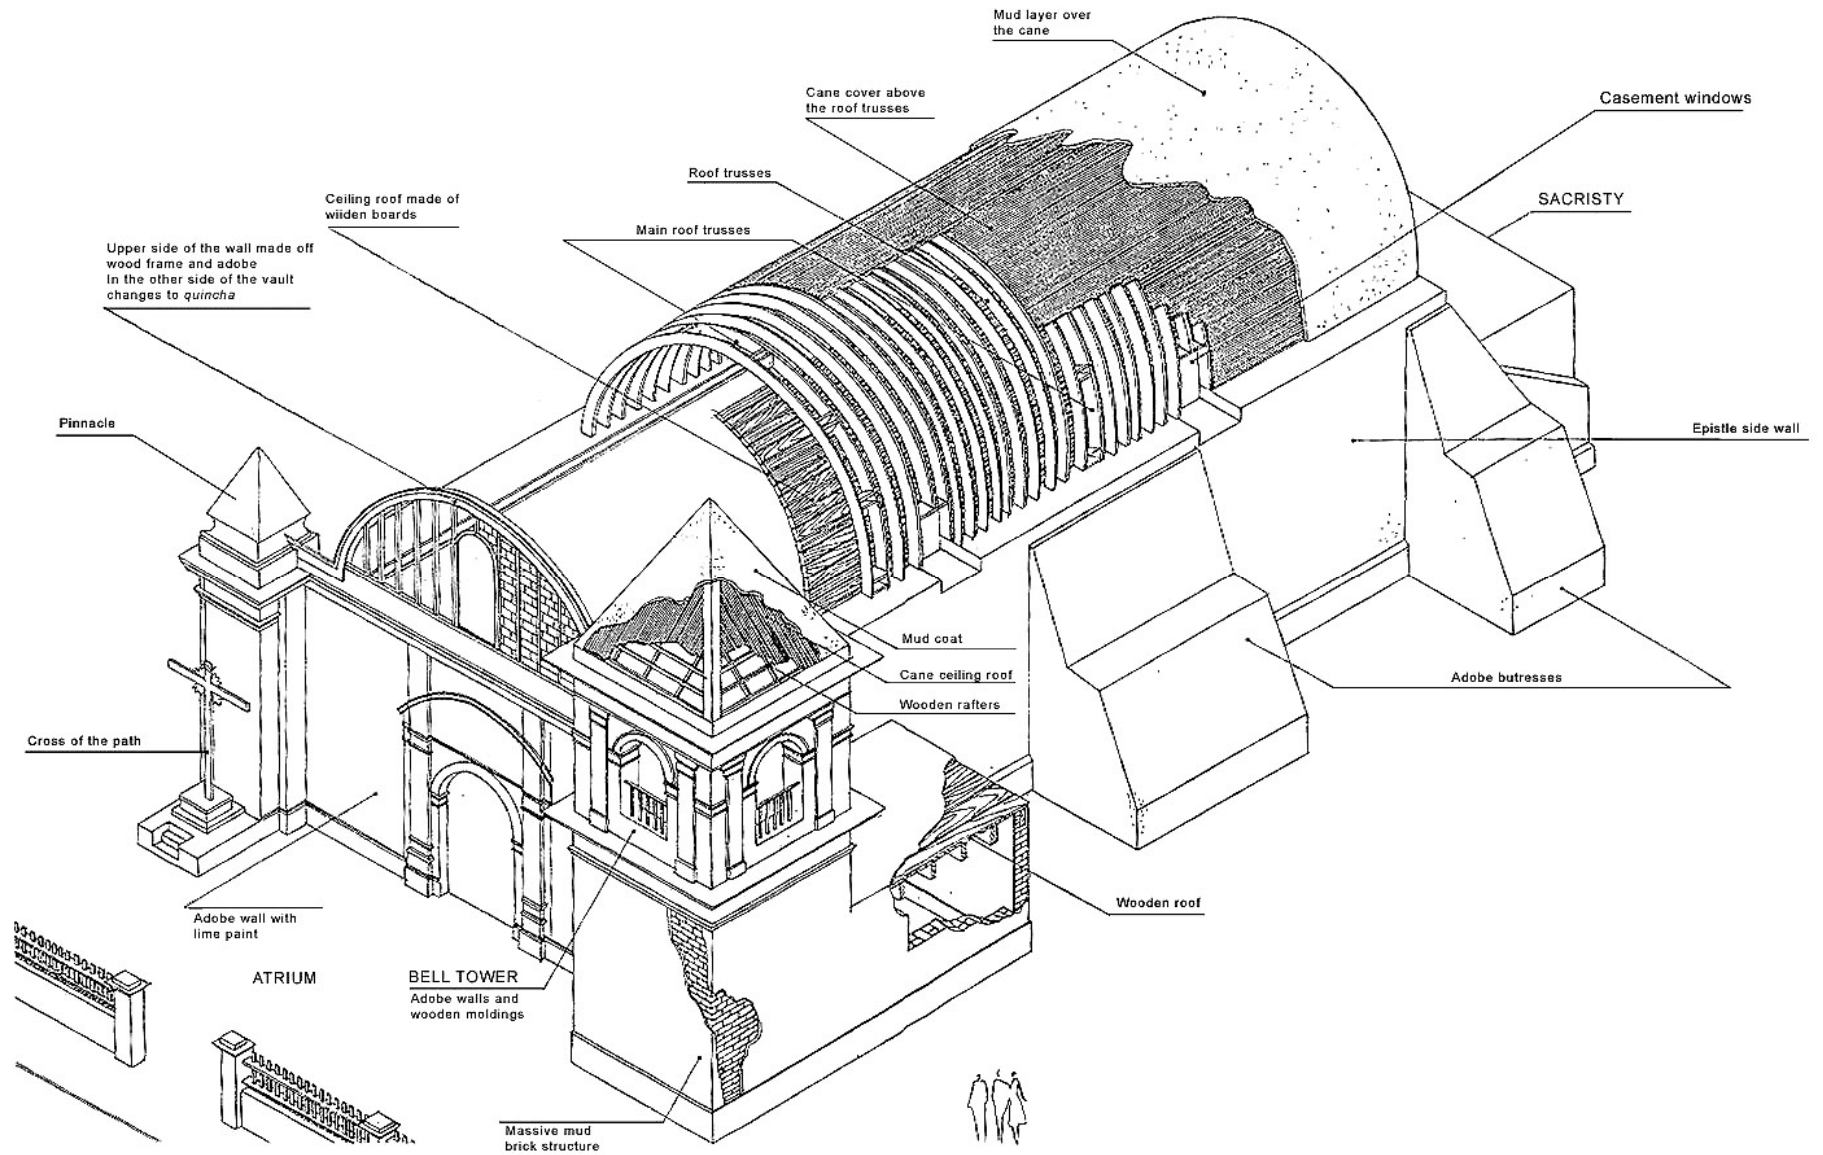 Mud layer over
the cane
Cane cover above
the roof trusses
Casement windows
Roof trusses
SACRISTY
Ceiling roof made of
wiiden boards
Main roof trusses
Upper side of the wall made off
wood frame and adobe
In the other side of the vault
changes to quincha
Pinnacle
Epistle side wall
Mud coat
Cane ceiling roof
Adobe butresses
Wooden rafters
Cross of the path
Wooden roof
Adobe wall with
lime paint
ATRIUM
BELL TOWER
Adobe walls and
wooden moldings
Massive mud
brick structure